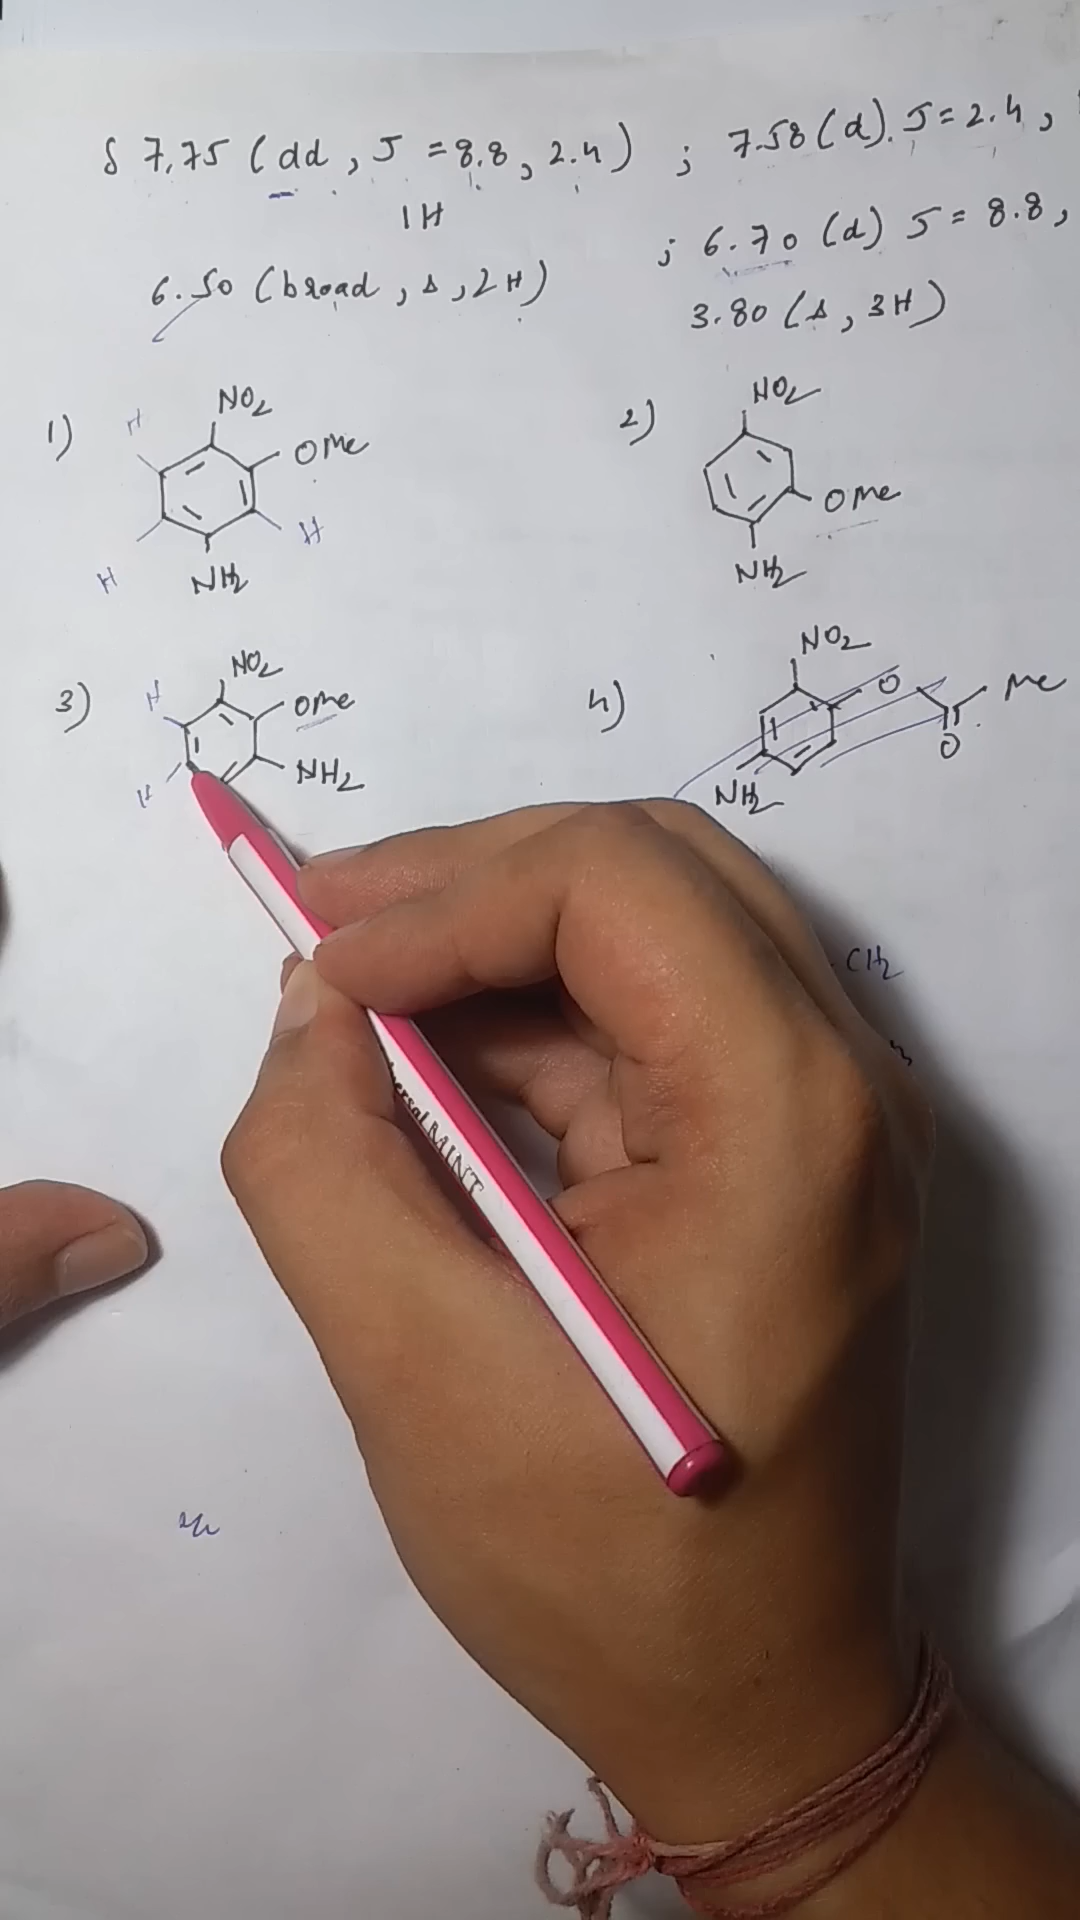 δ 7.75 (dd, J = 8.8, 2.4) ; 7.58 (d). J = 2.4,
1H
; 6.70 (d) J = 8.8,
6.50 (broad, s, 2H)
3.80 (s, 3H)
1)
NO2
OMe
H
H
H
NH2
2)
NO2
OMe
NH2
3)
NO2
OMe
NH2
H
H
4)
NO2
O
Me
O
NH2
CH2
versal MINT